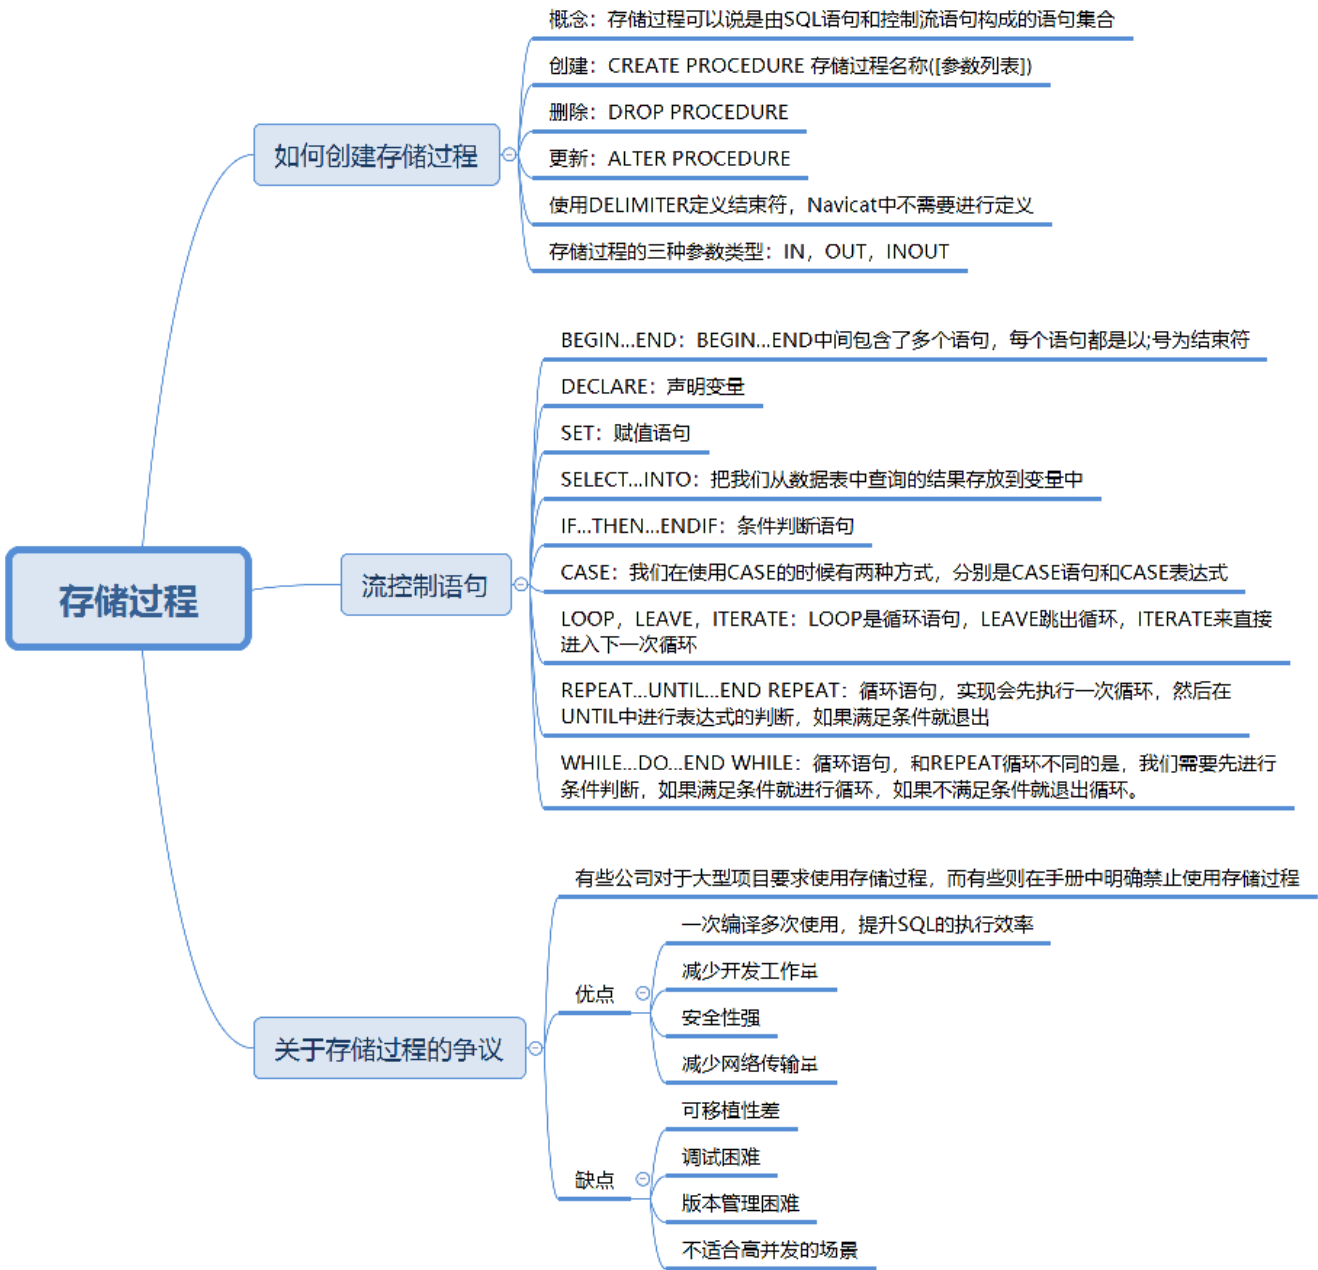 存储过程
如何创建存储过程
概念：存储过程可以说是由SQL语句和控制流语句构成的语句集合
创建：CREATE PROCEDURE 存储过程名称([参数列表])
删除：DROP PROCEDURE
更新：ALTER PROCEDURE
使用DELIMITER定义结束符，Navicat中不需要进行定义
存储过程的三种参数类型：IN，OUT，INOUT
流控制语句
BEGIN...END：BEGIN...END中间包含了多个语句，每个语句都是以;号为结束符
DECLARE：声明变量
SET：赋值语句
SELECT...INTO：把我们从数据表中查询的结果存放到变量中
IF...THEN...ENDIF：条件判断语句
CASE：我们在使用CASE的时候有两种方式，分别是CASE语句和CASE表达式
LOOP，LEAVE，ITERATE：LOOP是循环语句，LEAVE跳出循环，ITERATE来直接
进入下一次循环
REPEAT...UNTIL...END REPEAT：循环语句，实现会先执行一次循环，然后在
UNTIL中进行表达式的判断，如果满足条件就退出
WHILE...DO...END WHILE：循环语句，和REPEAT循环不同的是，我们需要先进行
条件判断，如果满足条件就进行循环，如果不满足条件就退出循环。
关于存储过程的争议
有些公司对于大型项目要求使用存储过程，而有些则在手册中明确禁止使用存储过程
优点
一次编译多次使用，提升SQL的执行效率
减少开发工作量
安全性强
减少网络传输量
缺点
可移植性差
调试困难
版本管理困难
不适合高并发的场景